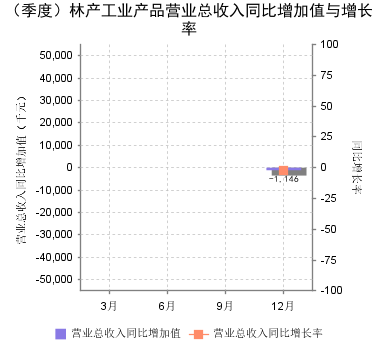 （季度）林产工业产品营业总收入同比增加值与增长
率
营业总收入同比增加值（千元）
50,000
40,000
30,000
20,000
10,000
0
-10,000
-20,000
-30,000
-40,000
-50,000
100
75
50
25
0
-25
-50
-75
-100
同比增长率
-1,146
3月
6月
9月
12月
营业总收入同比增加值
营业总收入同比增长率